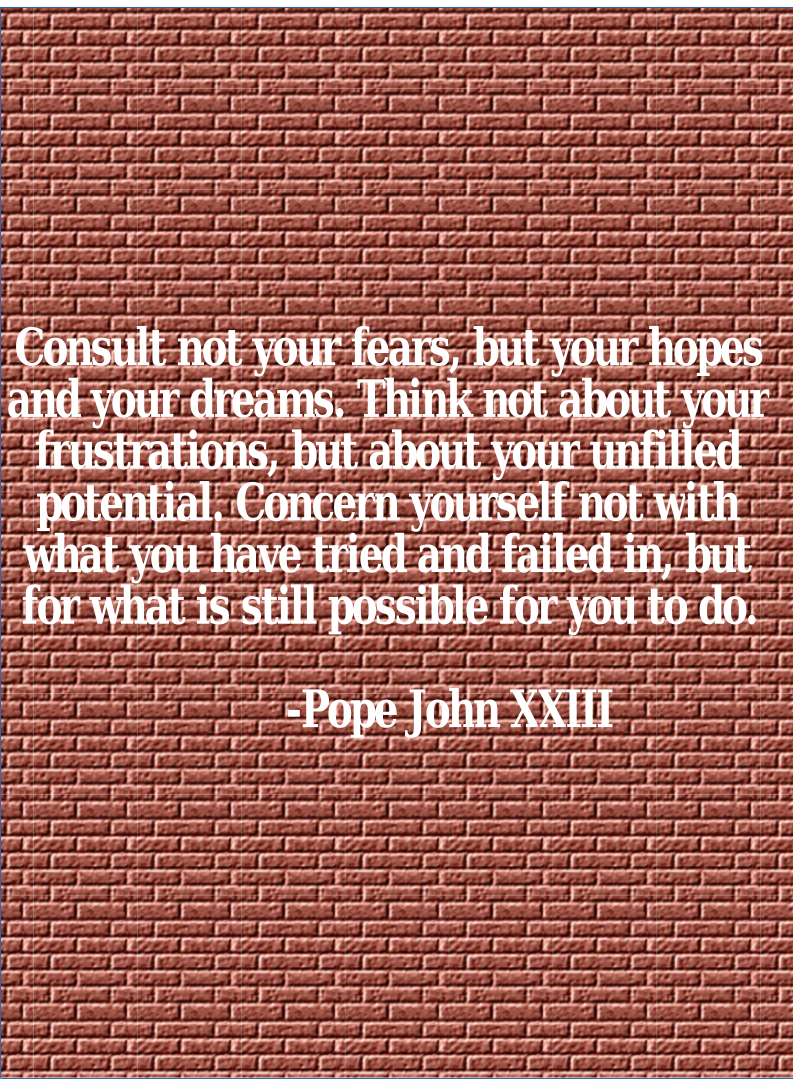 Consult not your fears, but your hopes
and your dreams. Think not about your
frustrations, but about your unfilled
potential. Concern yourself not with
what you have tried and failed in, but
for what is still possible for you to do.
-Pope John XXIII